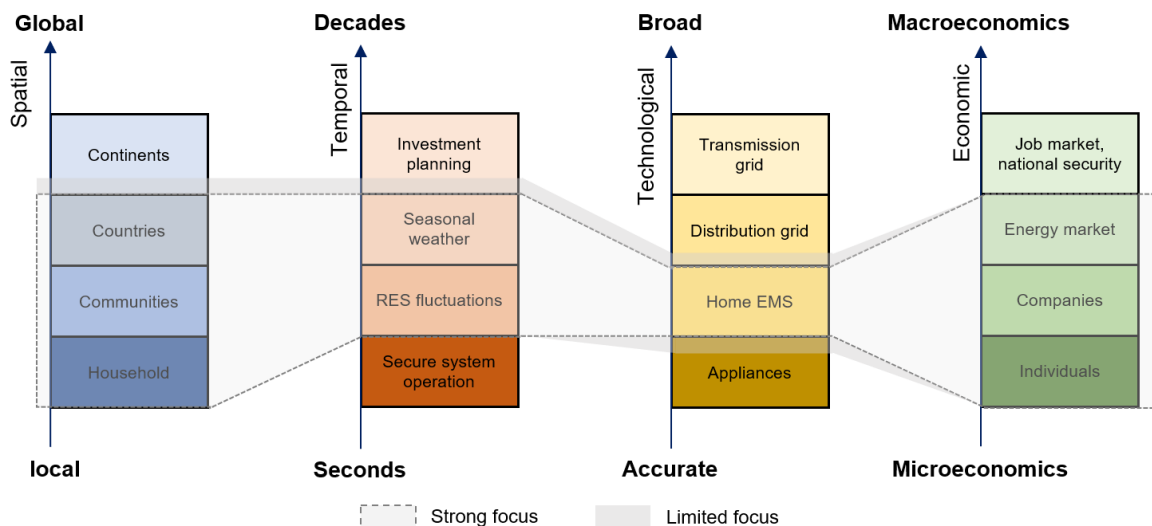 Global
Decades
Broad
Macroeconomics
Spatial
Temporal
Technological
Economic
Continents
Investment
planning
Transmission
grid
Job market,
national security
Countries
Seasonal
weather
Distribution grid
Energy market
Communities
RES fluctuations
Home EMS
Companies
Household
Secure system
operation
Appliances
Individuals
local
Seconds
Accurate
Microeconomics
Strong focus
Limited focus